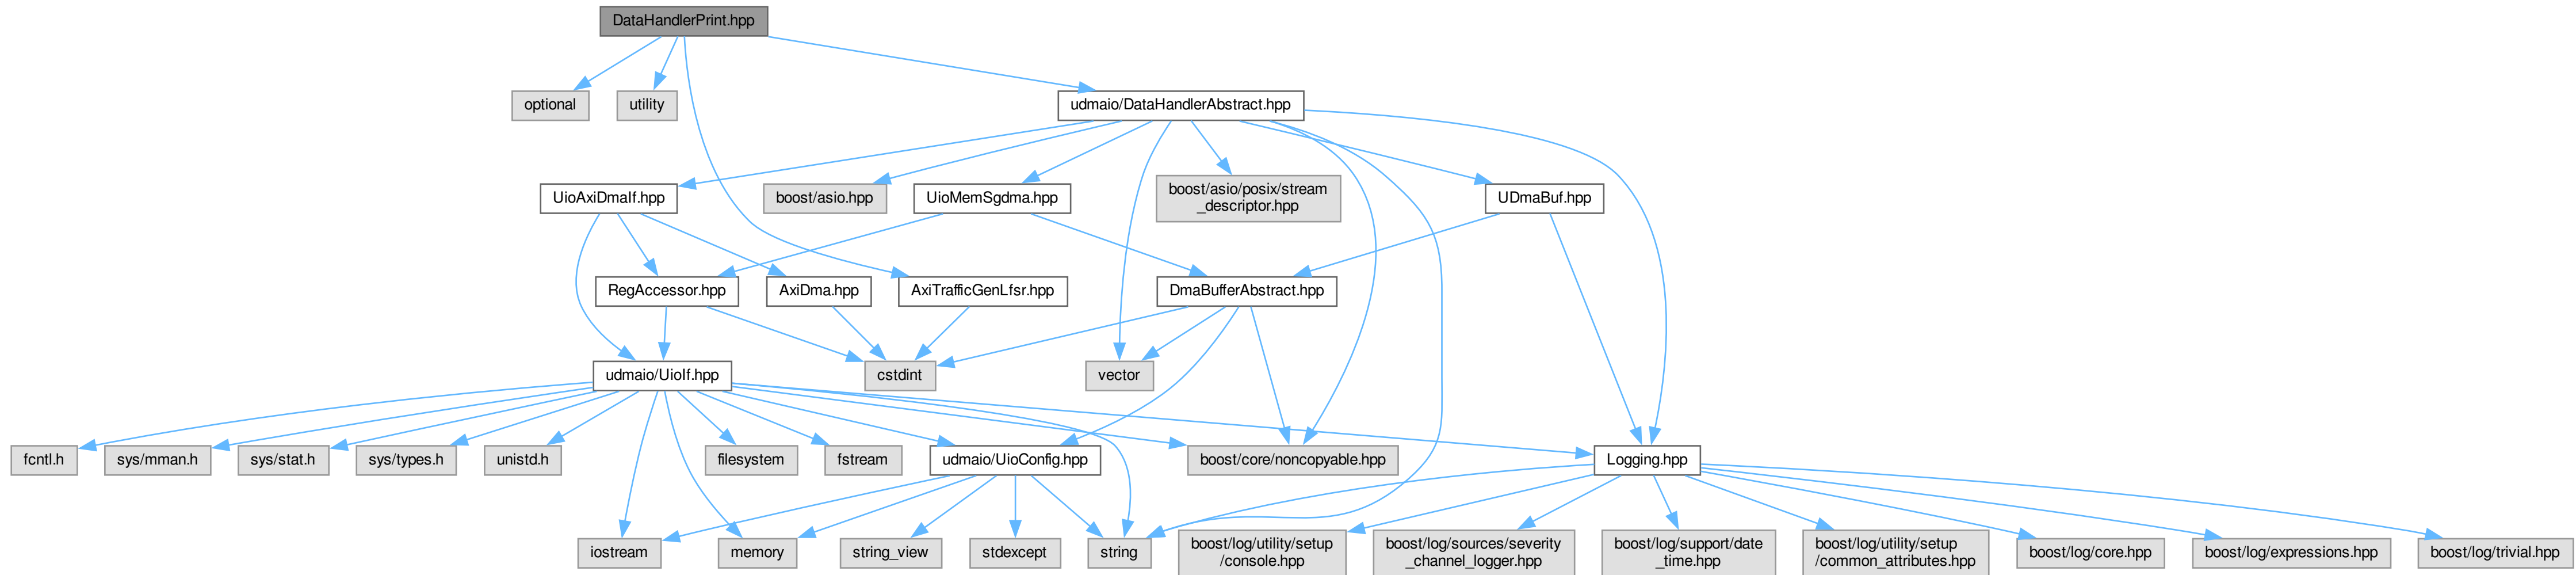 DataHandlerPrint.hpp
optional
utility
udmaio/DataHandlerAbstract.hpp
UioAxiDmaIf.hpp
boost/asio.hpp
UioMemSgdma.hpp
boost/asio/posix/stream
_descriptor.hpp
UDmaBuf.hpp
RegAccessor.hpp
AxiDma.hpp
AxiTrafficGenLfsr.hpp
DmaBufferAbstract.hpp
udmaio/UioIf.hpp
cstdint
vector
fcntl.h
sys/mman.h
sys/stat.h
sys/types.h
unistd.h
filesystem
fstream
udmaio/UioConfig.hpp
boost/core/noncopyable.hpp
Logging.hpp
iostream
memory
string_view
stdexcept
string
boost/log/utility/setup
/console.hpp
boost/log/sources/severity
_channel_logger.hpp
boost/log/support/date
_time.hpp
boost/log/utility/setup
/common_attributes.hpp
boost/log/core.hpp
boost/log/expressions.hpp
boost/log/trivial.hpp